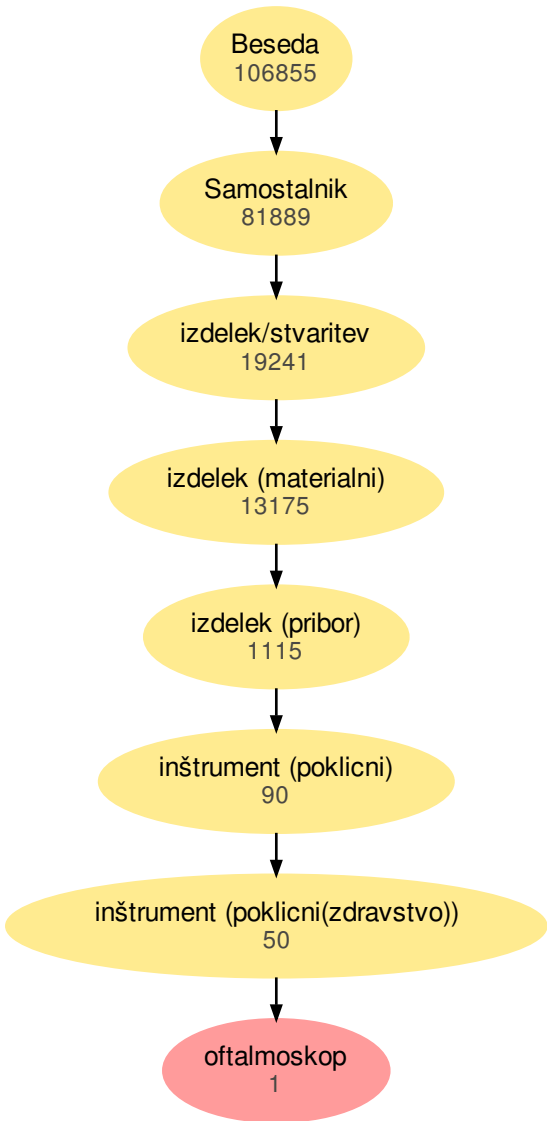 Beseda
106855
Samostalnik
81889
izdelek/stvaritev
19241
izdelek (materialni)
13175
izdelek (pribor)
1115
inštrument (poklicni)
90
inštrument (poklicni(zdravstvo))
50
oftalmoskop
1